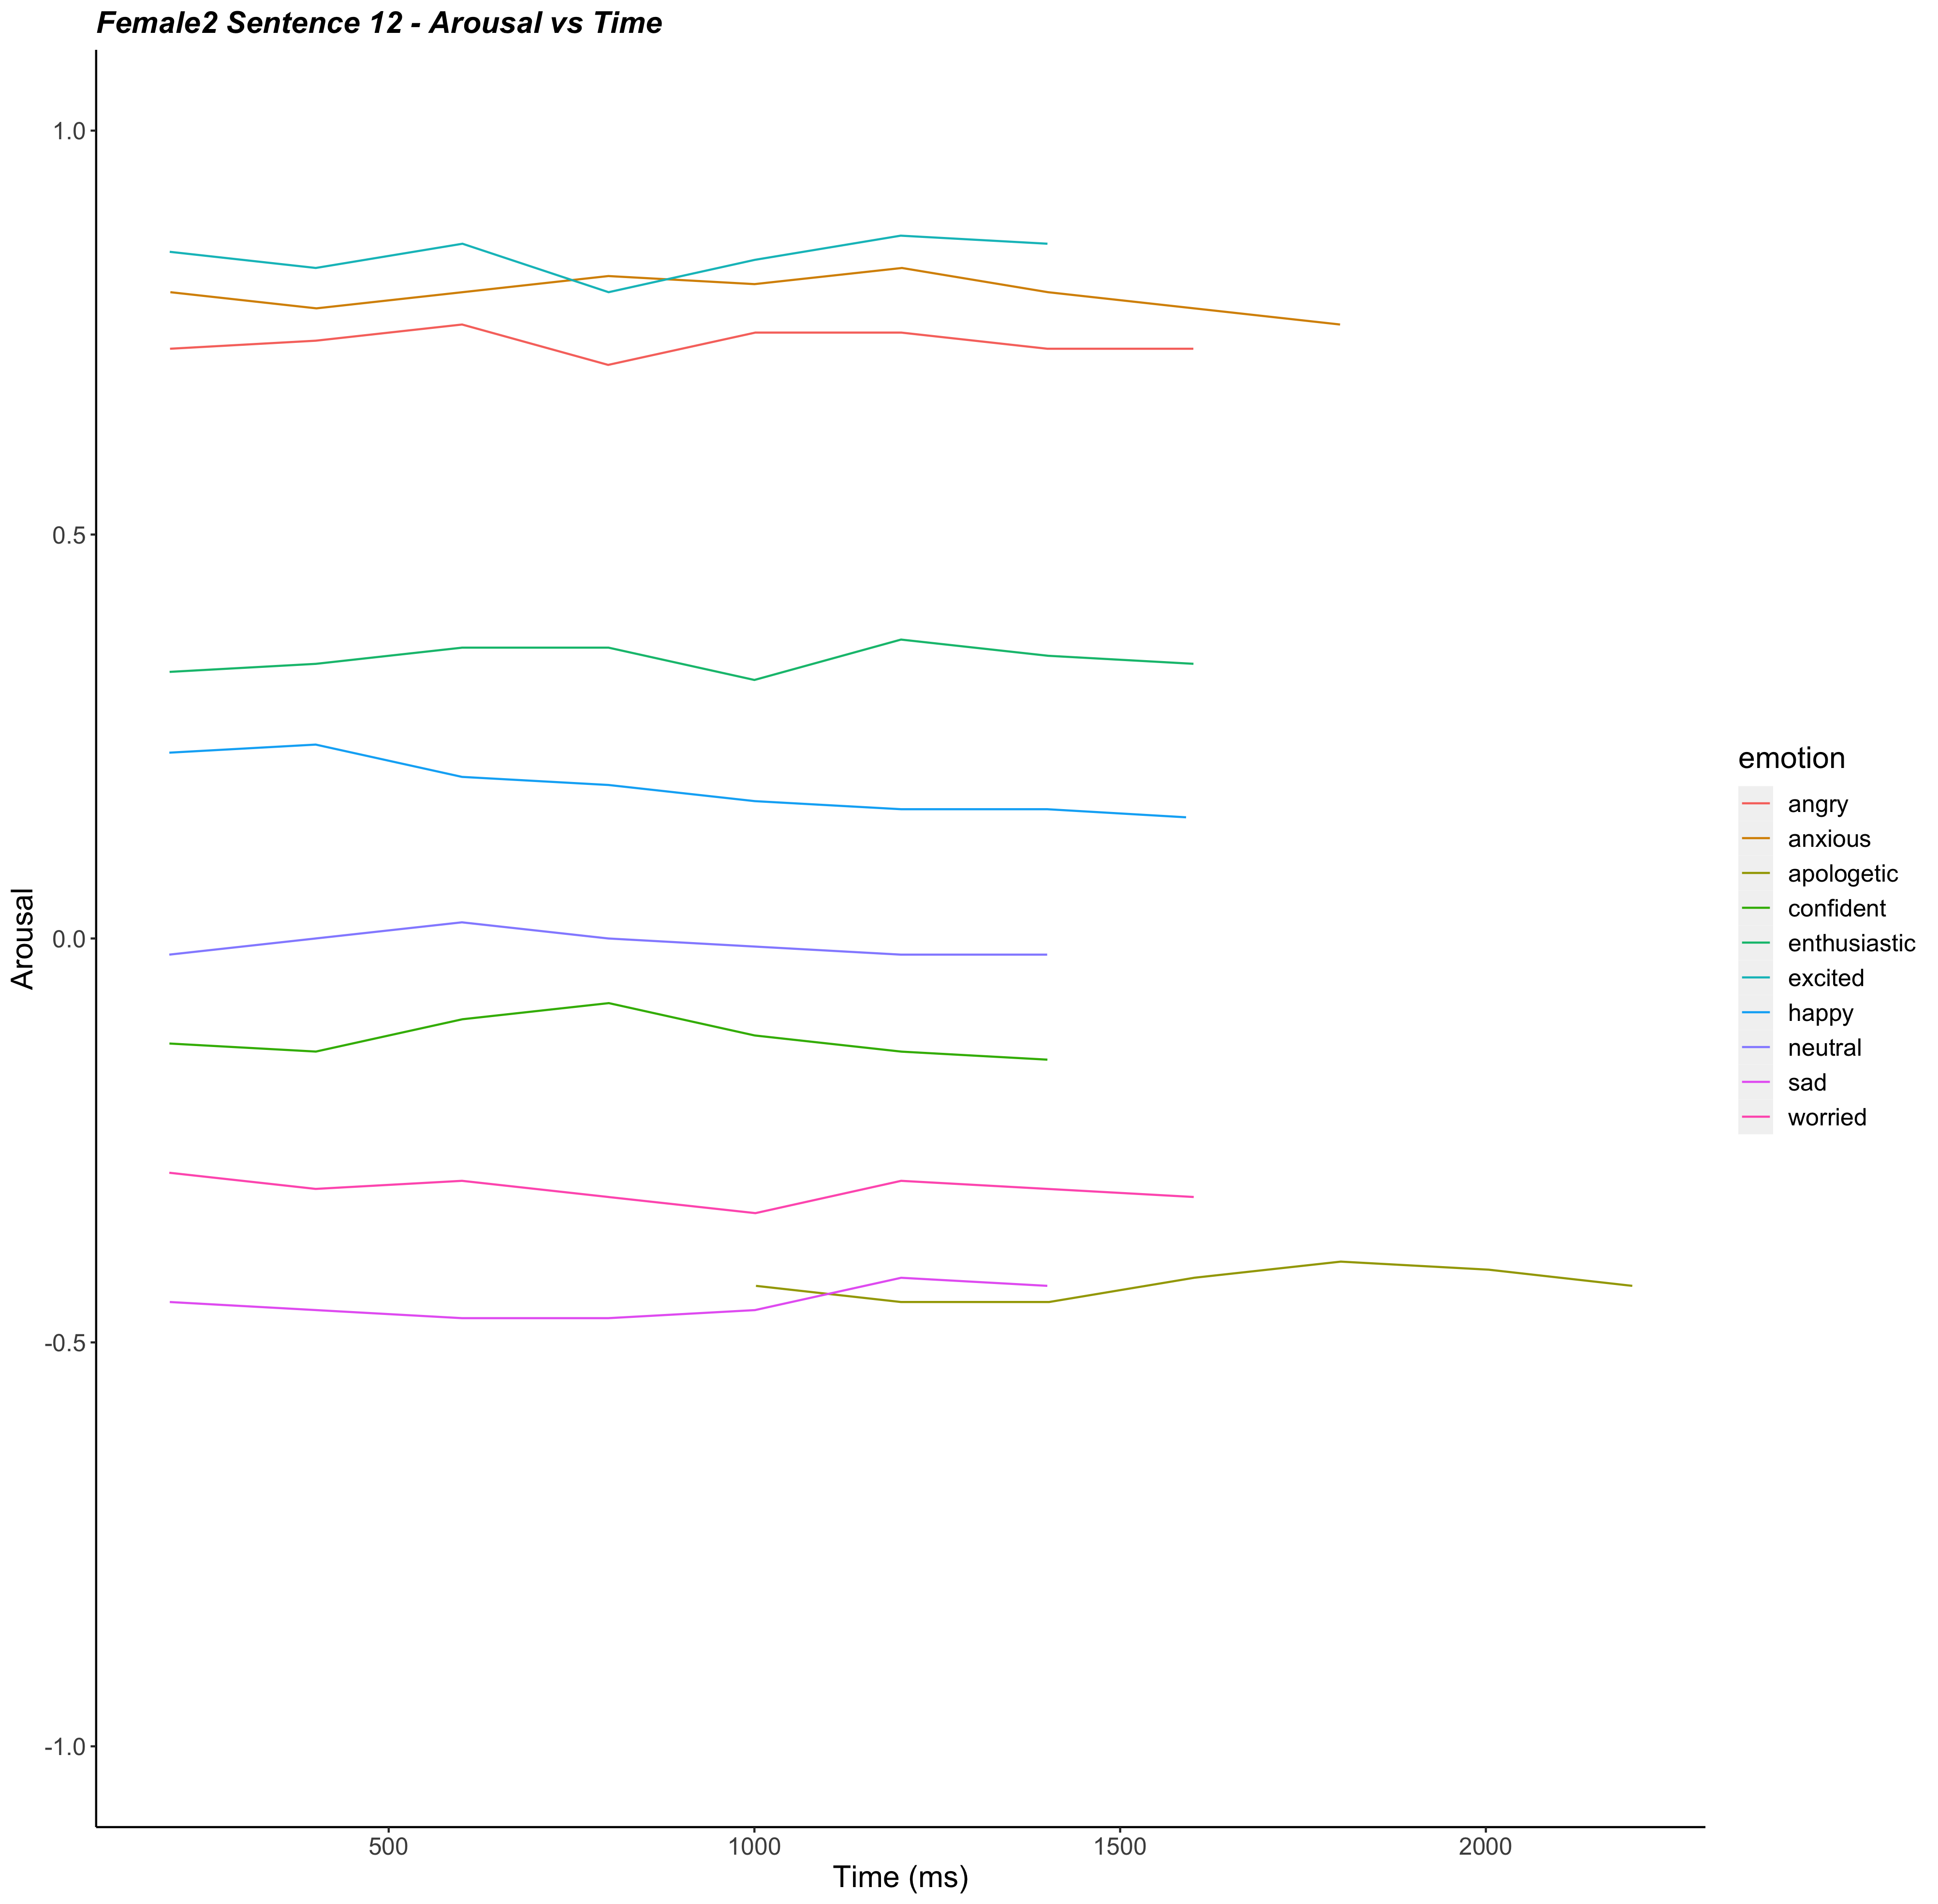 Female2 Sentence 12 - Arousal vs Time
1.0
0.5
0.0
-0.5
-1.0
Arousal
500
1000
1500
2000
Time (ms)
emotion
angry
anxious
apologetic
confident
enthusiastic
excited
happy
neutral
sad
worried